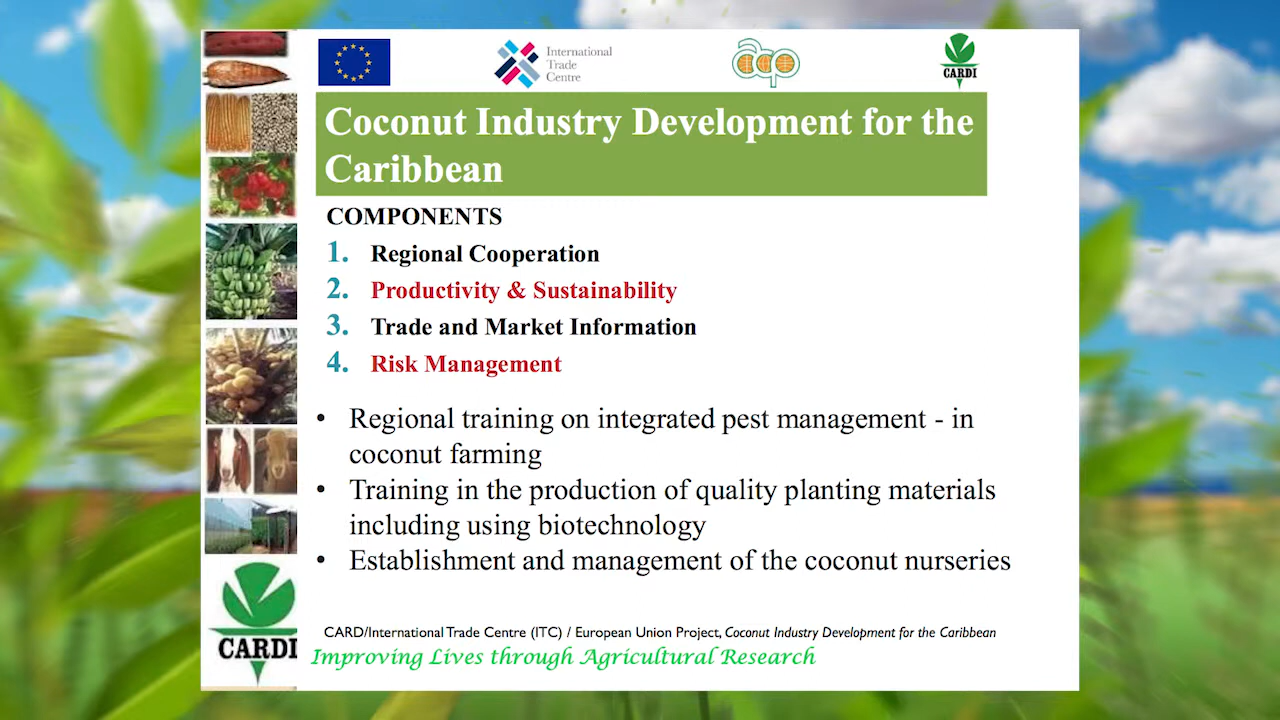 International
Trade
Centre
acp
CARDI
Coconut Industry Development for the
Caribbean
COMPONENTS
1. Regional Cooperation
2. Productivity & Sustainability
3. Trade and Market Information
4. Risk Management
• Regional training on integrated pest management - in
coconut farming
• Training in the production of quality planting materials
including using biotechnology
• Establishment and management of the coconut nurseries
CARD/International Trade Centre (ITC) / European Union Project, Coconut Industry Development for the Caribbean
CARDI
Improving Lives through Agricultural Research